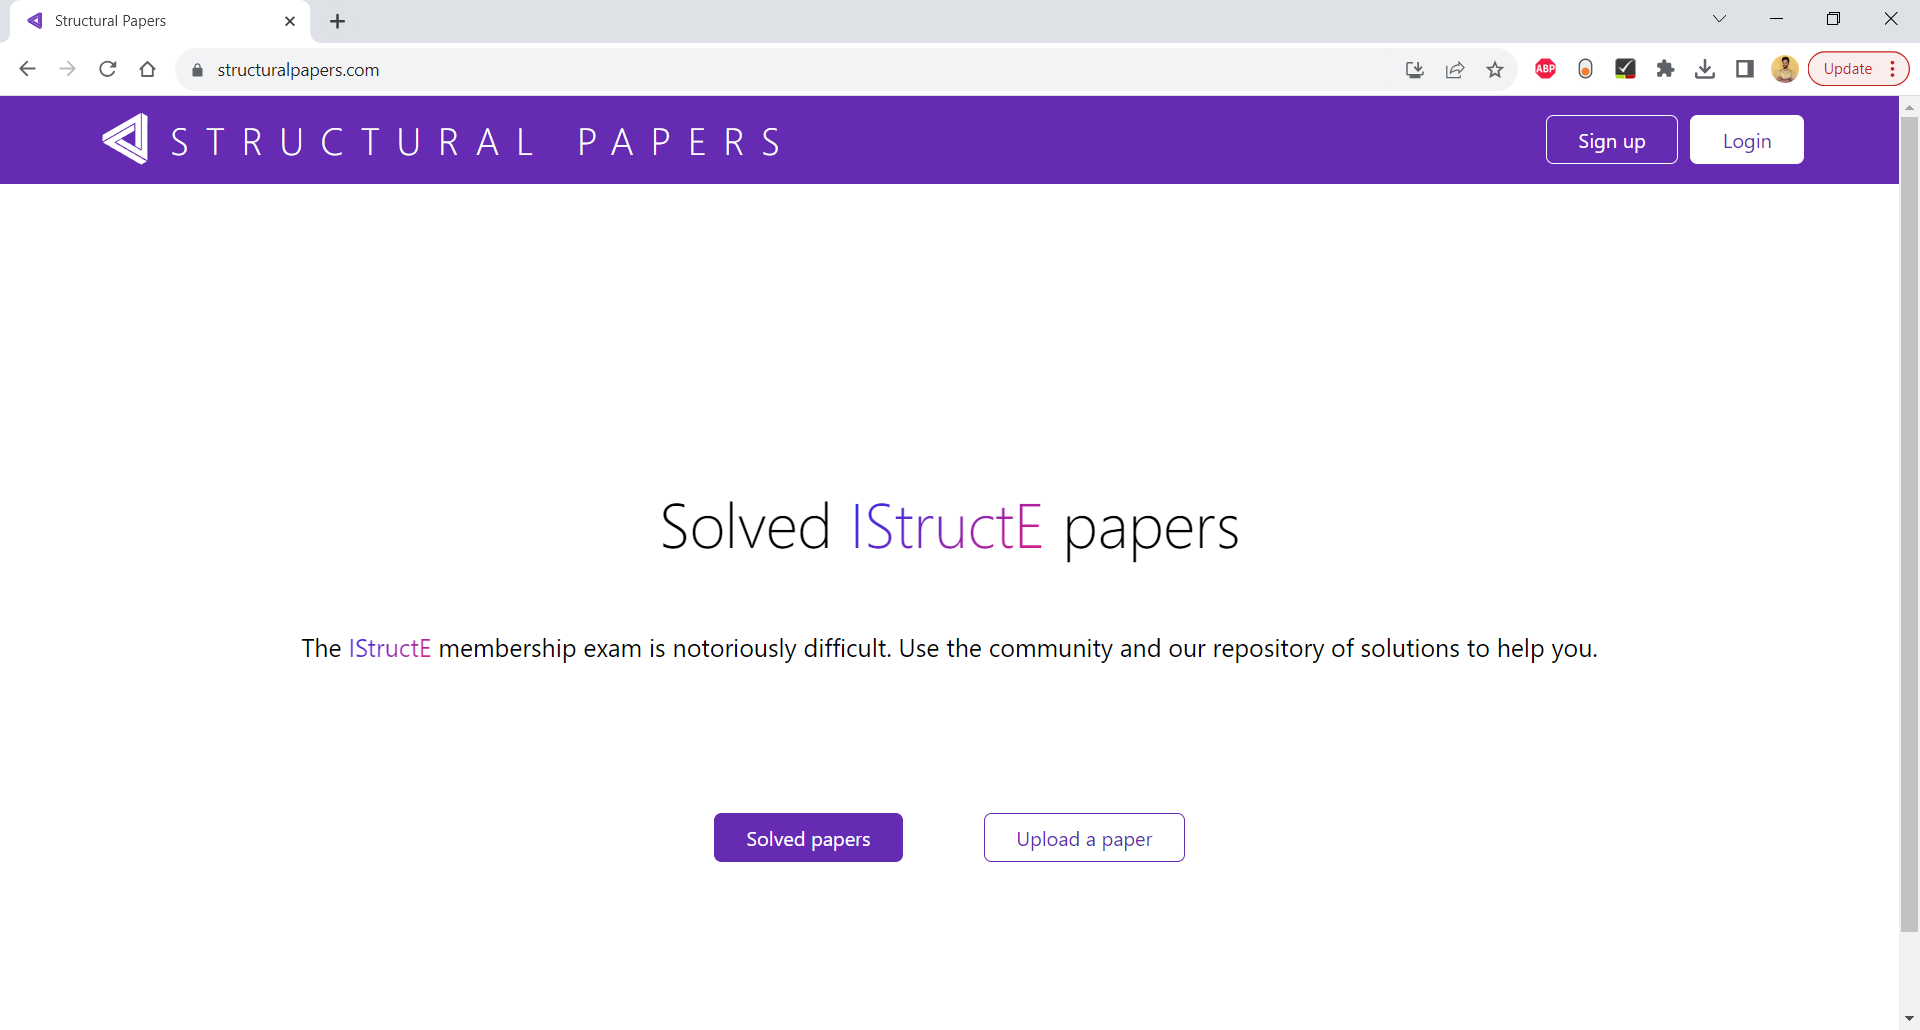 Structural Papers
structuralpapers.com
ABP
Update
STRUCTURAL PAPERS
Sign up
Login
Solved IStructE papers
The IStructE membership exam is notoriously difficult. Use the community and our repository of solutions to help you.
Solved papers
Upload a paper